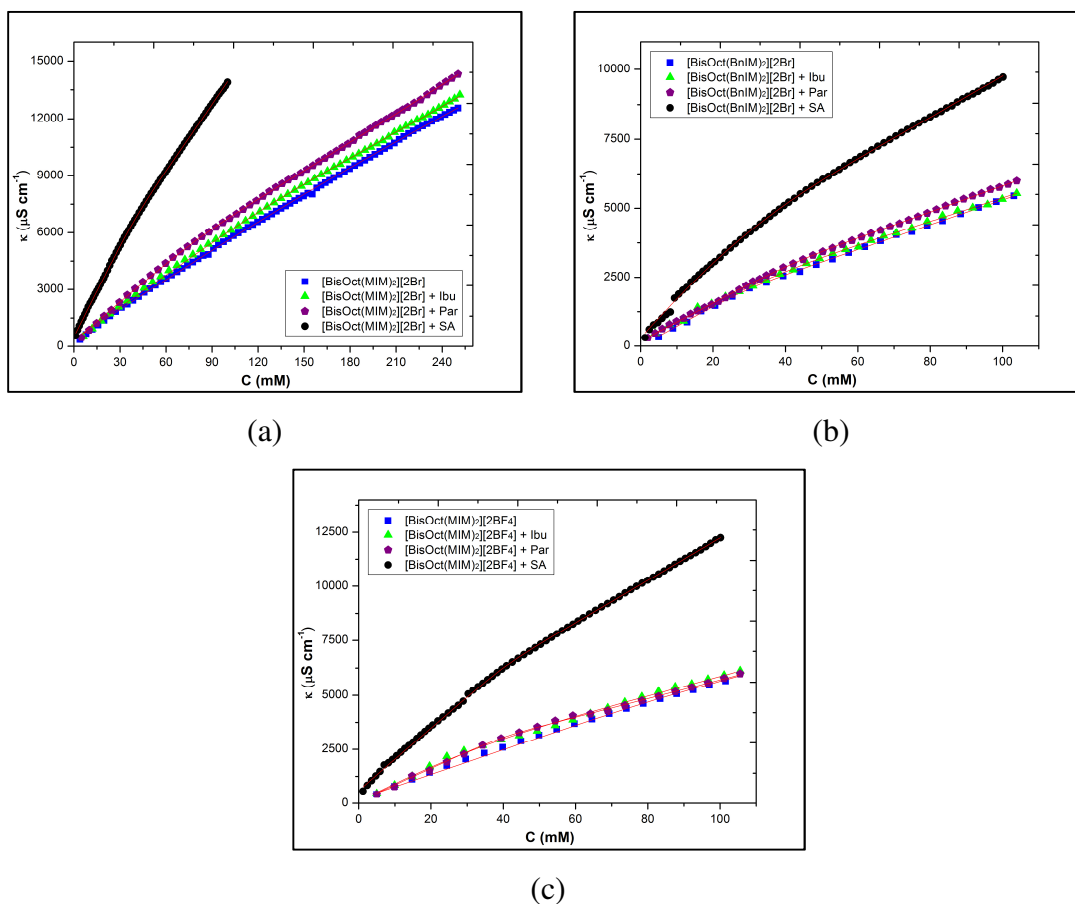 15000
12000
9000
6000
3000
0
κ (μS cm⁻¹)
[BisOct(MIM)₂][2Br]
[BisOct(MIM)₂][2Br] + Ibu
[BisOct(MIM)₂][2Br] + Par
[BisOct(MIM)₂][2Br] + SA
0 30 60 90 120 150 180 210 240
C (mM)
(a)
[BisOct(BnIM)₂][2Br]
[BisOct(BnIM)₂][2Br] + Ibu
[BisOct(BnIM)₂][2Br] + Par
[BisOct(BnIM)₂][2Br] + SA
10000
7500
5000
2500
0
κ (μS cm⁻¹)
0 20 40 60 80 100
C (mM)
(b)
[BisOct(MIM)₂][2BF₄]
[BisOct(MIM)₂][2BF₄] + Ibu
[BisOct(MIM)₂][2BF₄] + Par
[BisOct(MIM)₂][2BF₄] + SA
12500
10000
7500
5000
2500
0
κ (μS cm⁻¹)
0 20 40 60 80 100
C (mM)
(c)